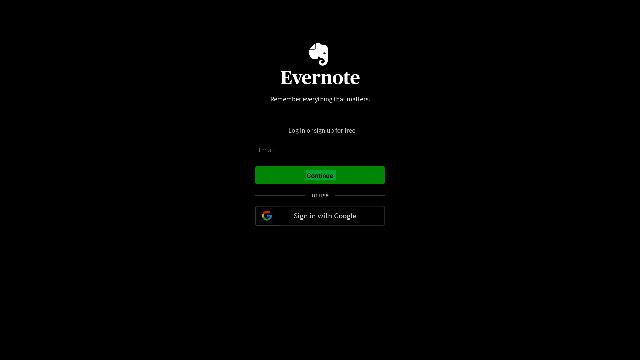 Evernote
Remember everything that matters.
Log in or sign up for free
Email
Continue
or use
Sign in with Google